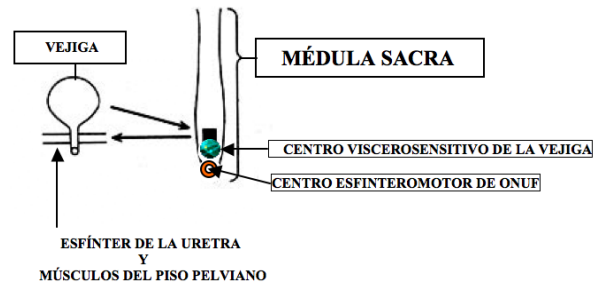 VEJIGA
MÉDULA SACRA
CENTRO VISCEROSENSITIVO DE LA VEJIGA
CENTRO ESFINTEROMOTOR DE ONUF
ESFÍNTER DE LA URETRA
Y
MÚSCULOS DEL PISO PELVIANO